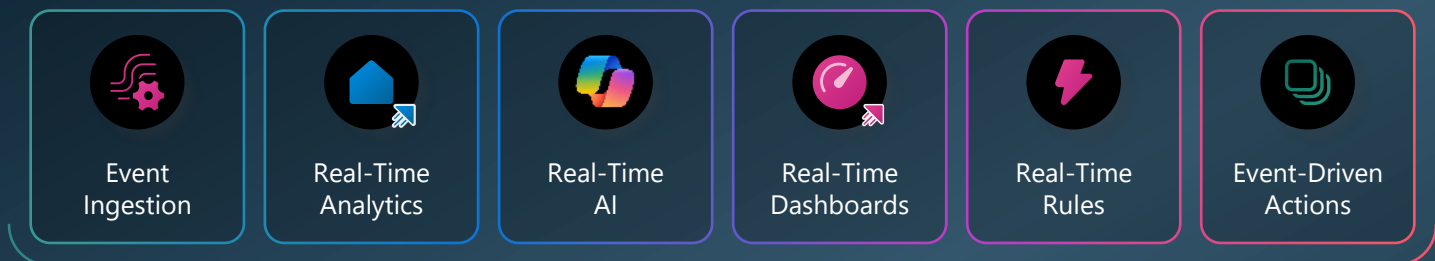 Event
Ingestion
Real-Time
Analytics
Real-Time
AI
Real-Time
Dashboards
Real-Time
Rules
Event-Driven
Actions